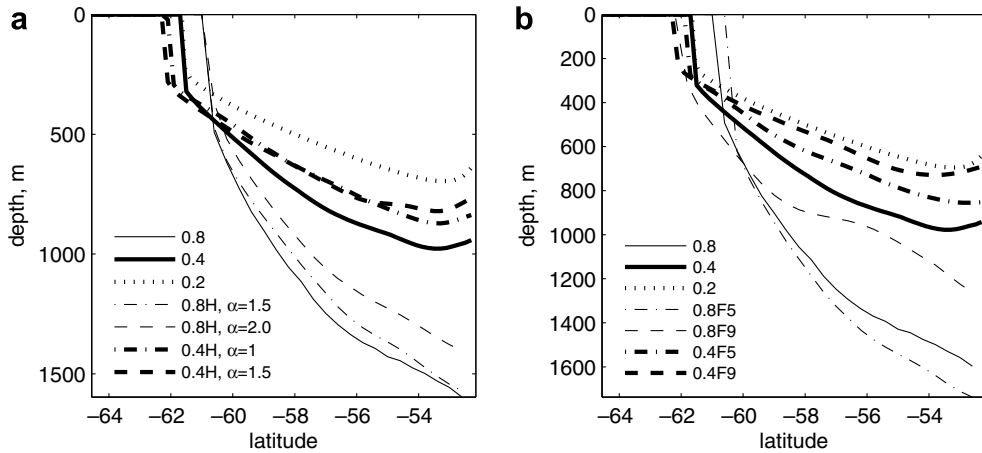 a
0
500
1000
1500
depth, m
0.8
0.4
0.2
0.8H, α=1.5
0.8H, α=2.0
0.4H, α=1
0.4H, α=1.5
−64 −62 −60 −58 −56 −54
latitude
b
0
200
400
600
800
1000
1200
1400
1600
depth, m
0.8
0.4
0.2
0.8F5
0.8F9
0.4F5
0.4F9
−64 −62 −60 −58 −56 −54
latitude